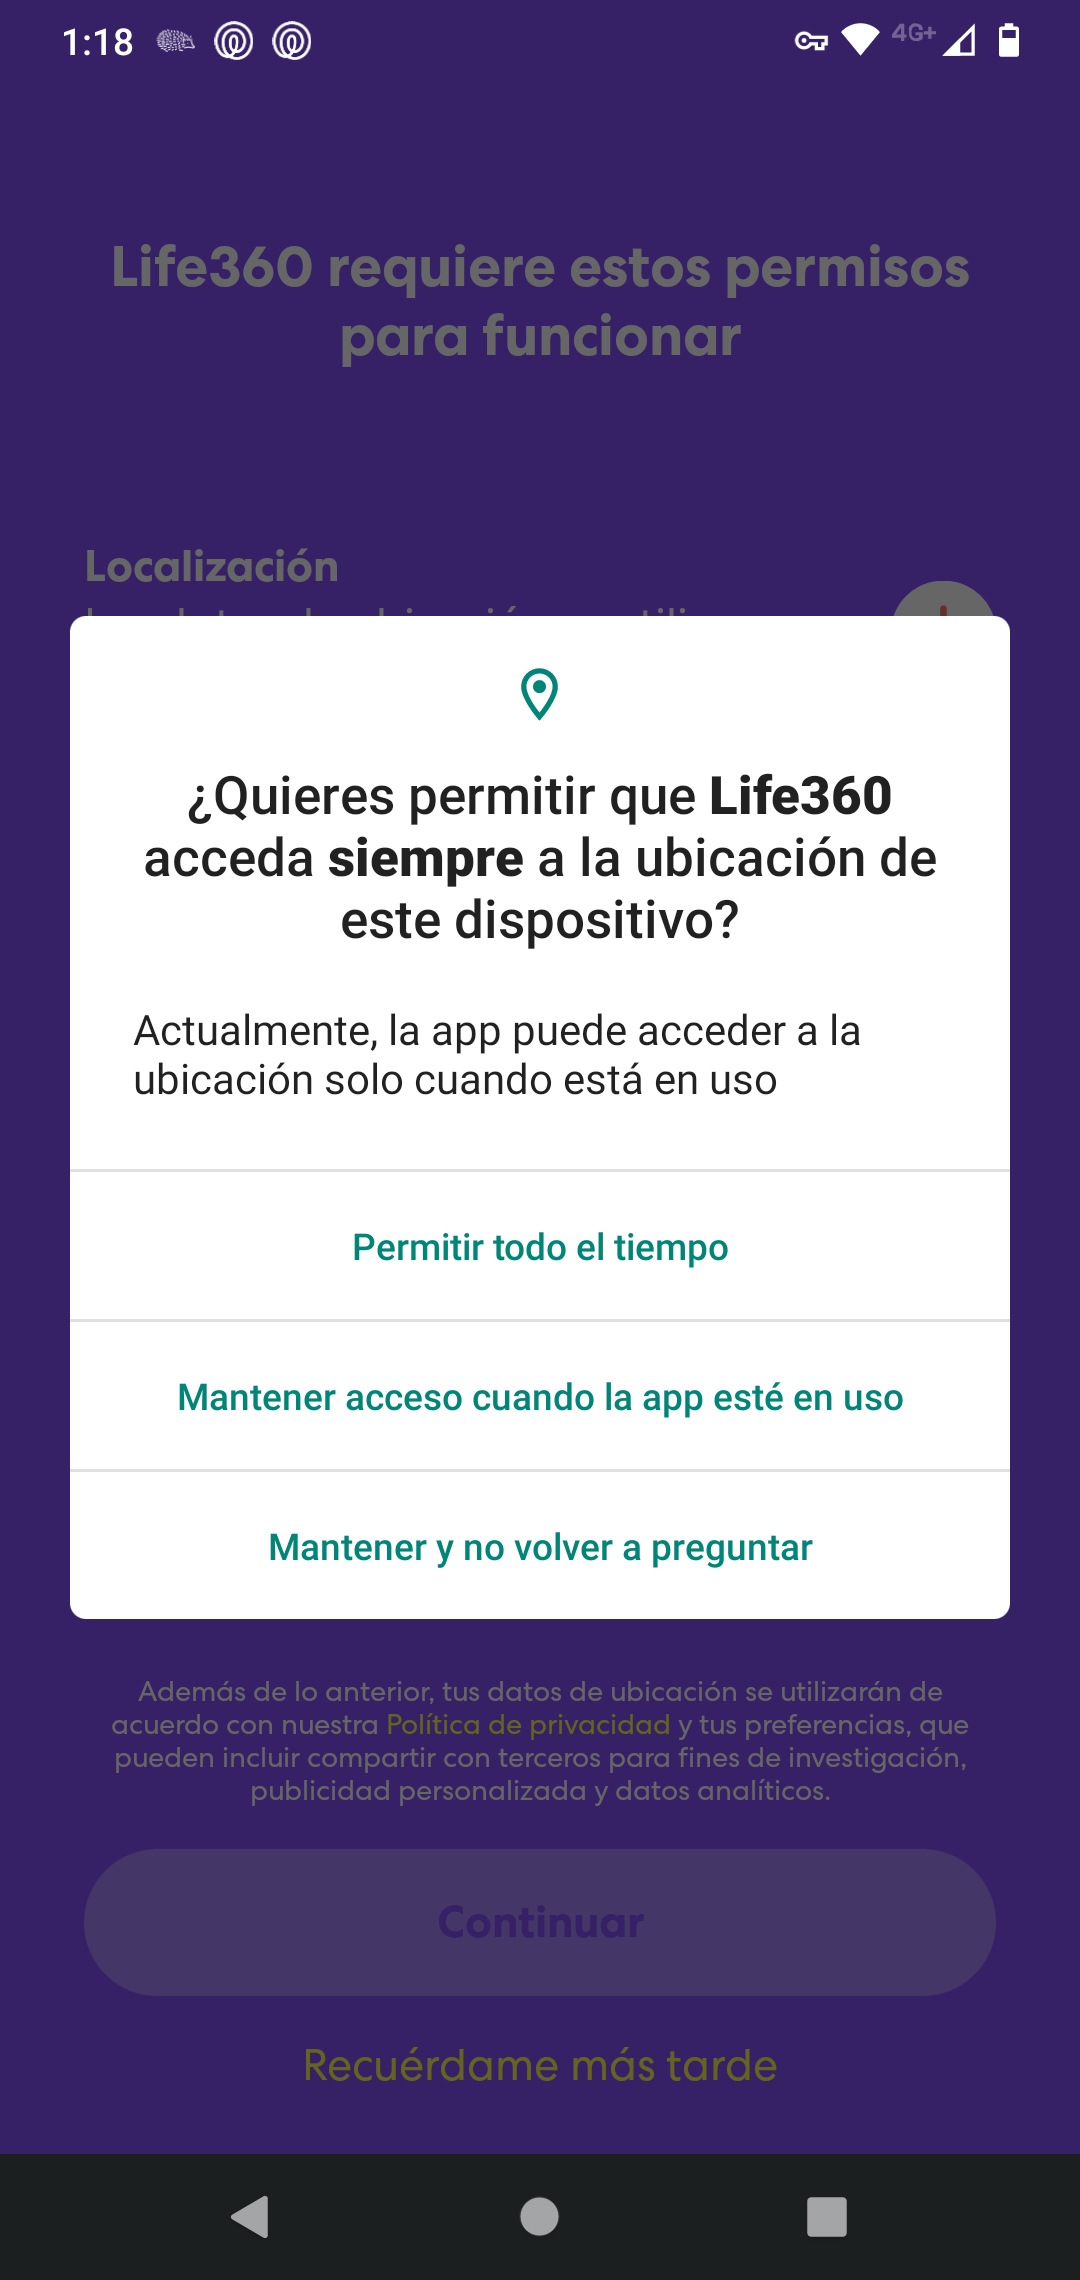 1:18
4G+
Life360 requiere estos permisos
para funcionar
Localización
¿Quieres permitir que Life360
acceda siempre a la ubicación de
este dispositivo?
Actualmente, la app puede acceder a la
ubicación solo cuando está en uso
Permitir todo el tiempo
Mantener acceso cuando la app esté en uso
Mantener y no volver a preguntar
Además de lo anterior, tus datos de ubicación se utilizarán de
acuerdo con nuestra Política de privacidad y tus preferencias, que
pueden incluir compartir con terceros para fines de investigación,
publicidad personalizada y datos analíticos.
Continuar
Recuérdame más tarde